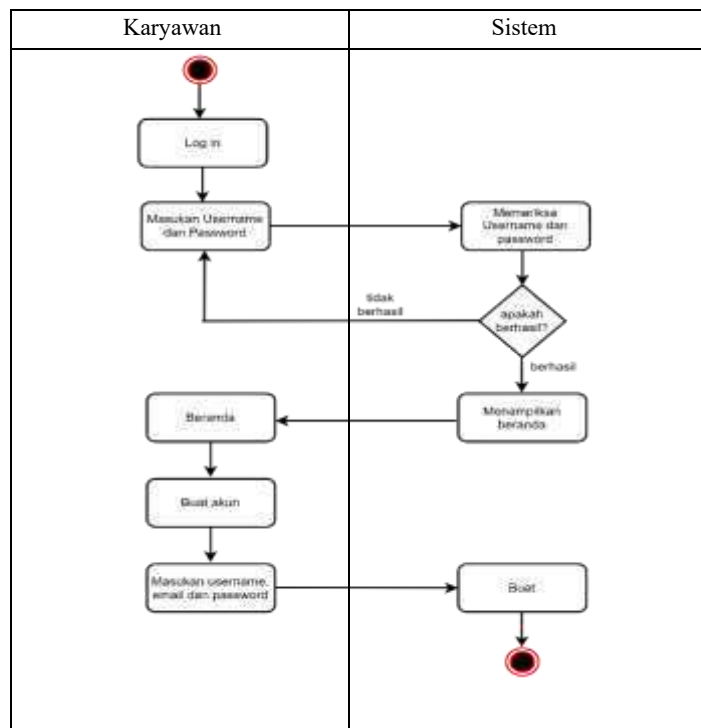 Karyawan
Sistem
Log in
Masukan Username
dan Password
Memeriksa
Username dan
password
tidak
berhasil
apakah
berhasil?
berhasil
Beranda
Menampilkan
beranda
Buat akun
Masukan username,
email dan password
Buat